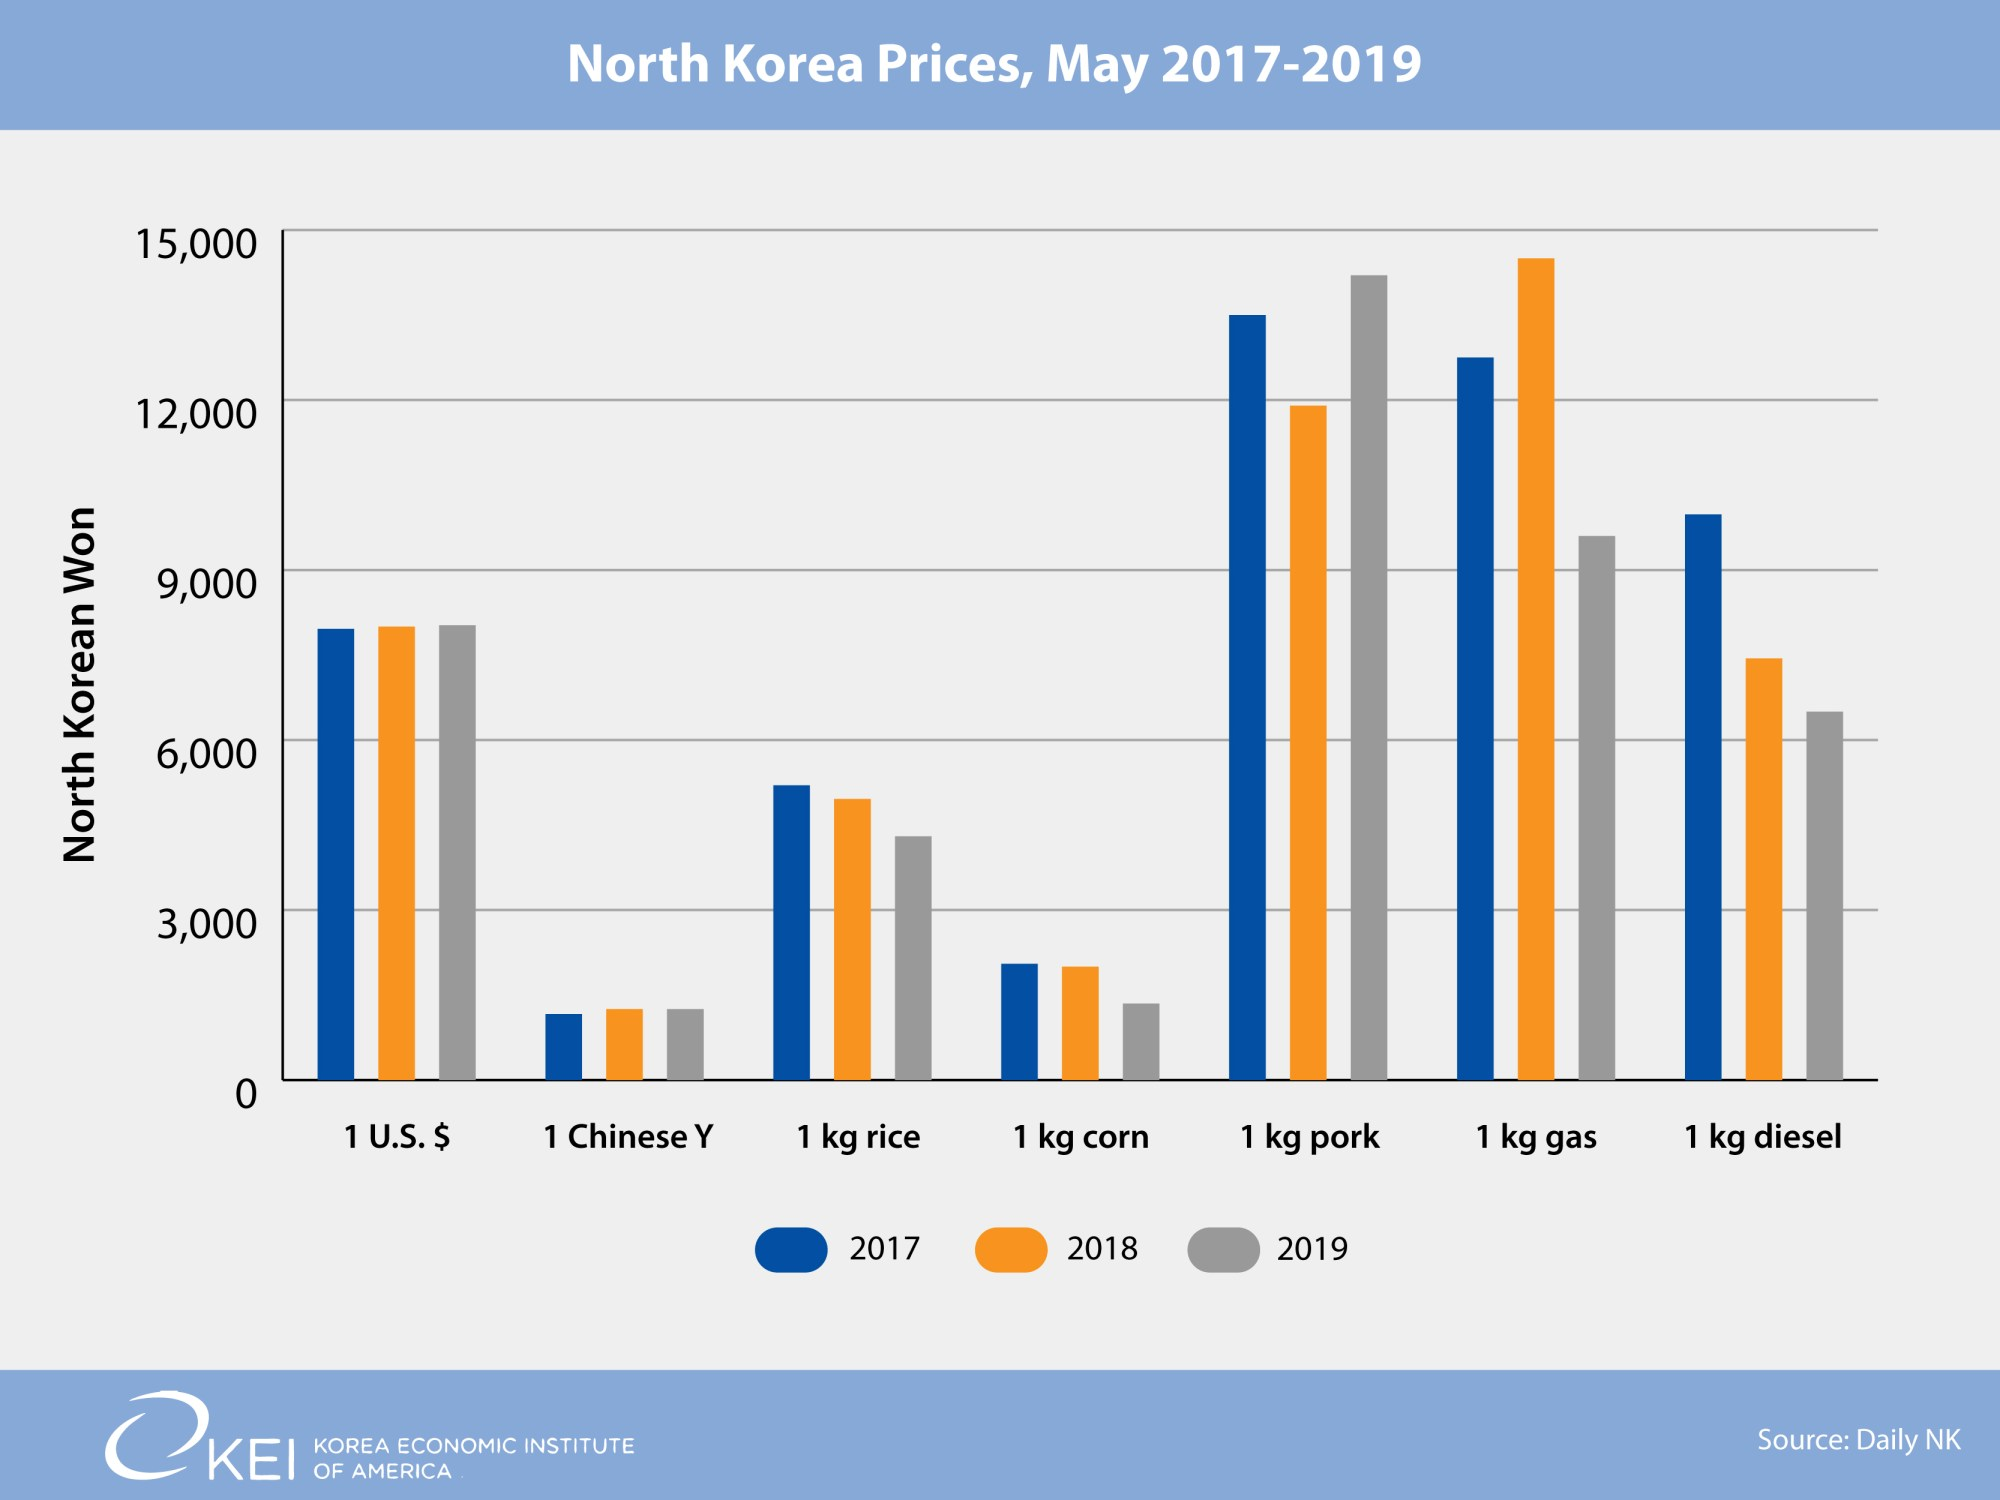 North Korea Prices, May 2017-2019
North Korean Won
15,000
12,000
9,000
6,000
3,000
0
1 U.S. $
1 Chinese Y
1 kg rice
1 kg corn
1 kg pork
1 kg gas
1 kg diesel
2017
2018
2019
KEI
KOREA ECONOMIC INSTITUTE
OF AMERICA
Source: Daily NK